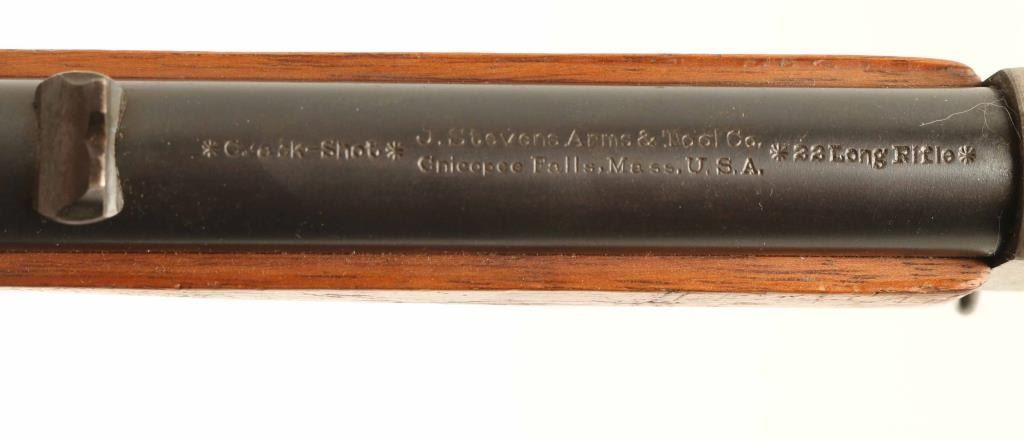 *Crack-Shot*
J. Stevens Arms & Tool Co.
Chicopee Falls, Mass, U.S.A.
*22 Long Rifle*